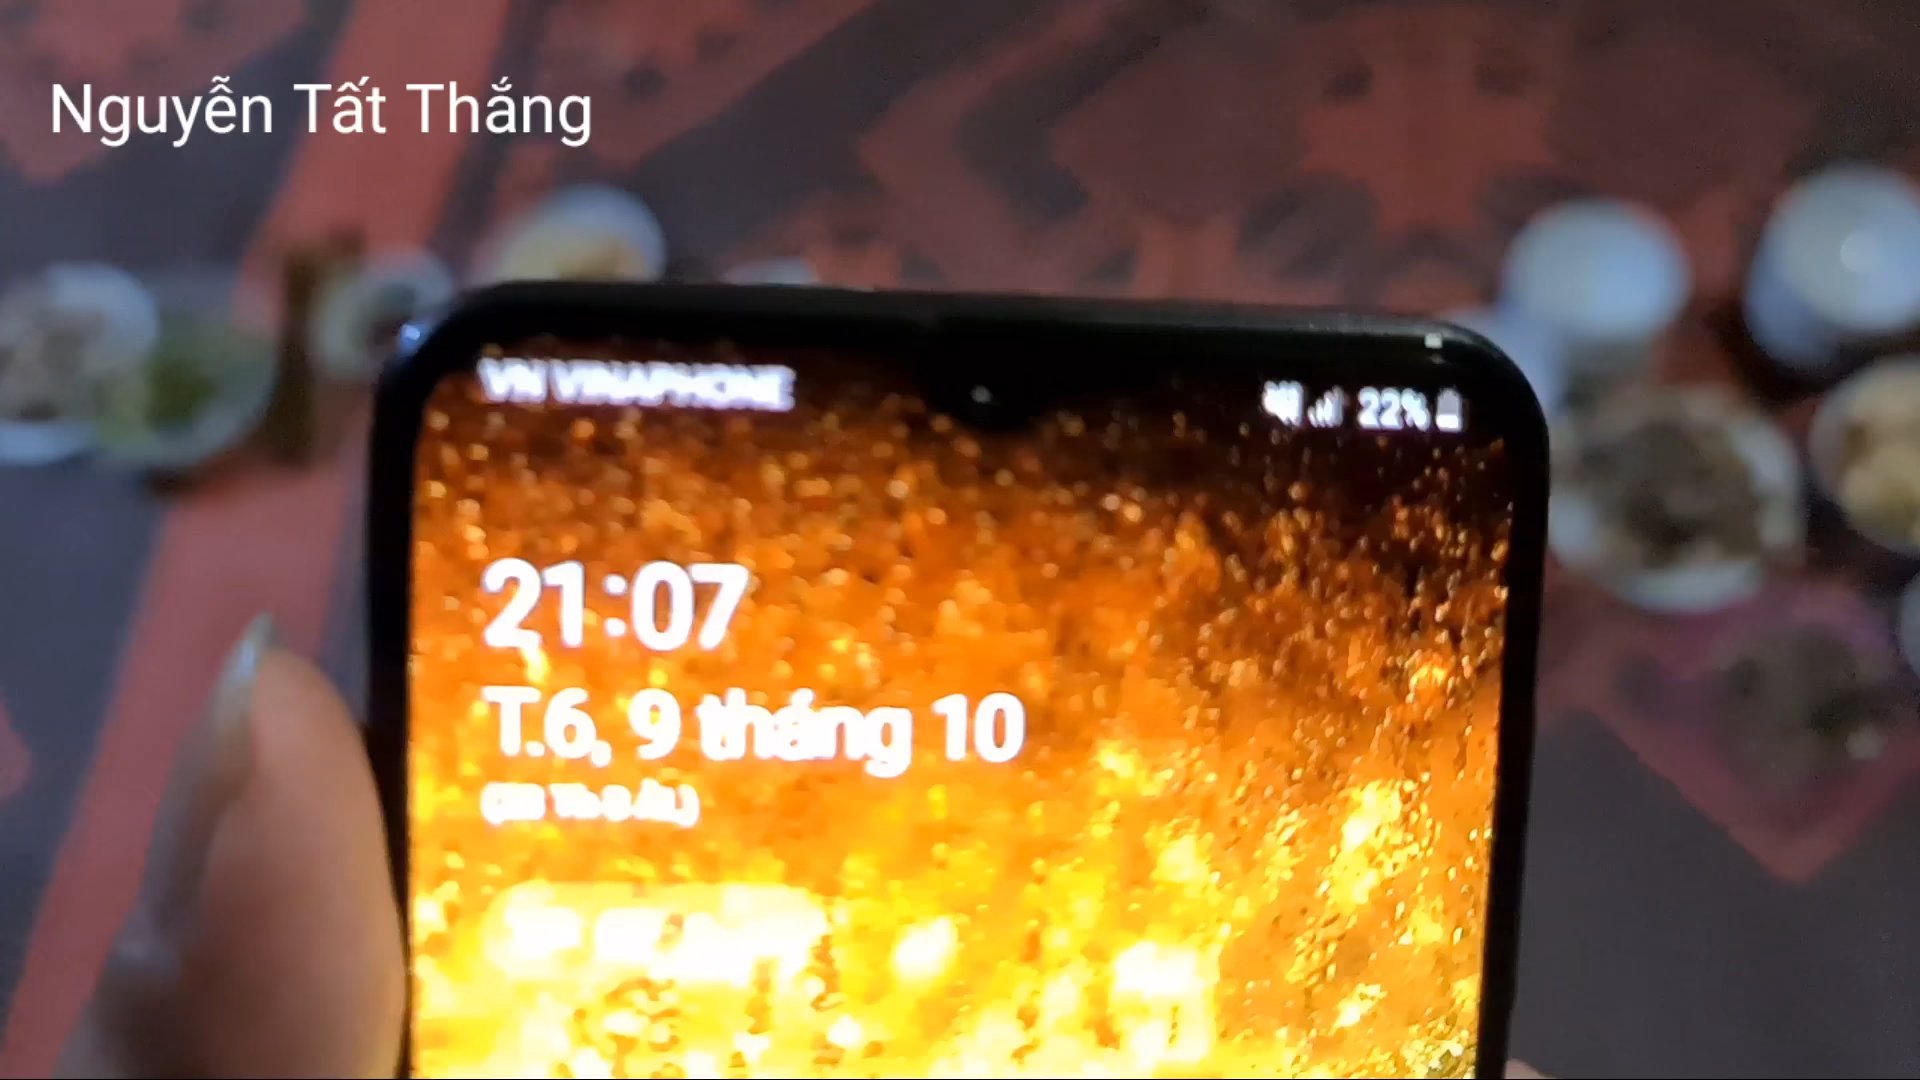 Nguyễn Tất Thắng
VN VINAPHONE
22%
21:07
T.6, 9 tháng 10